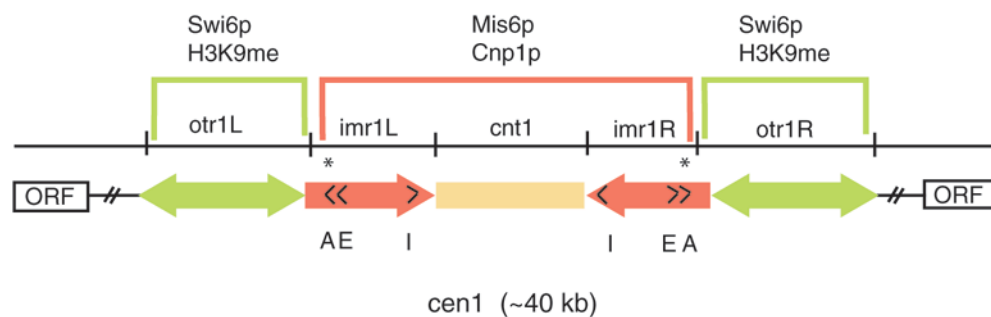 Swi6p Mis6p Swi6p
H3K9me Cnp1p H3K9me
otr1L imr1L cnt1 imr1R otr1R
* *
ORF // << > < >> // ORF
A E I I E A
cen1 (~40 kb)